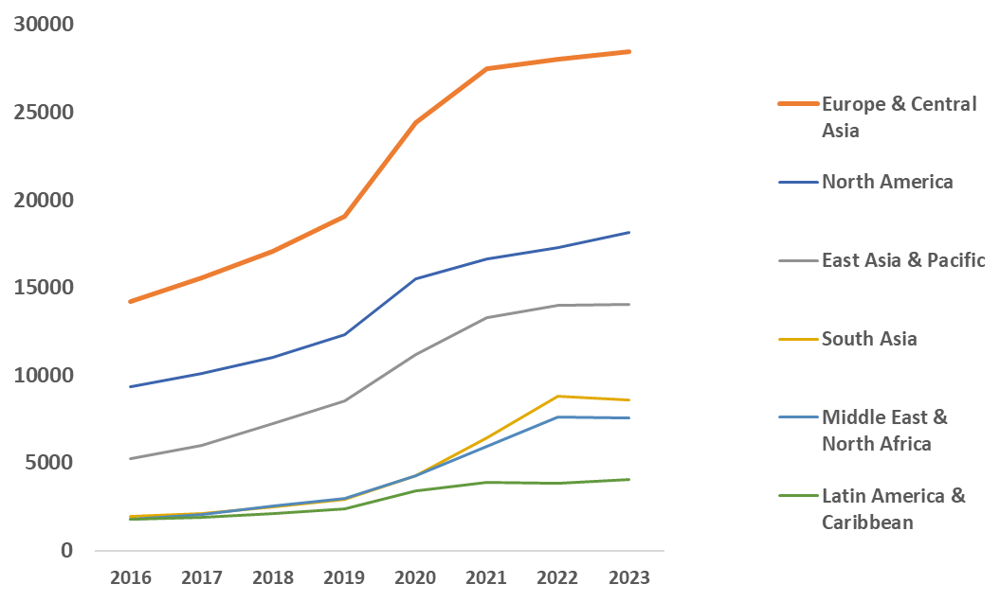 30000
25000
20000
15000
10000
5000
0
2016 2017 2018 2019 2020 2021 2022 2023
Europe & Central
Asia
North America
East Asia & Pacific
South Asia
Middle East &
North Africa
Latin America &
Caribbean